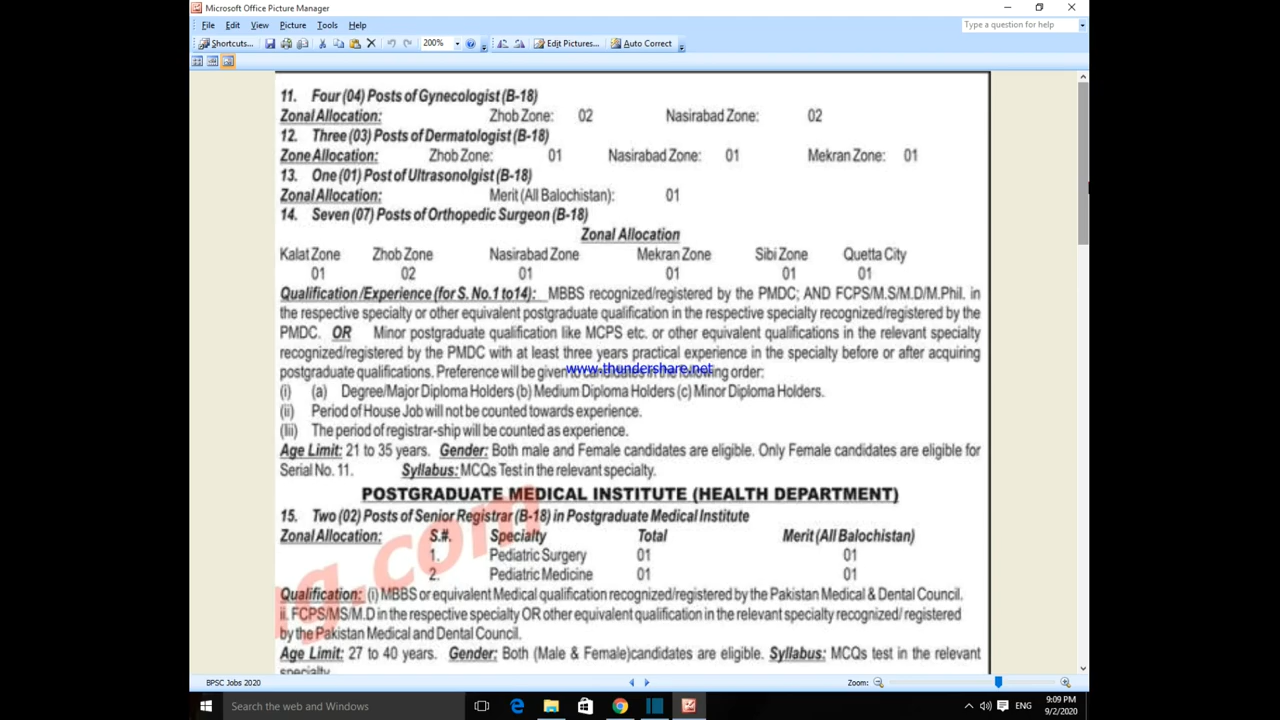 Microsoft Office Picture Manager
File Edit View Picture Tools Help
Type a question for help
Shortcuts... 200% Edit Pictures... Auto Correct
11. Four (04) Posts of Gynecologist (B-18)
Zonal Allocation: Zhob Zone: 02 Nasirabad Zone: 02
12. Three (03) Posts of Dermatologist (B-18)
Zone Allocation: Zhob Zone: 01 Nasirabad Zone: 01 Mekran Zone: 01
13. One (01) Post of Ultrasonolgist (B-18)
Zonal Allocation: Merit (All Balochistan): 01
14. Seven (07) Posts of Orthopedic Surgeon (B-18)
Zonal Allocation
Kalat Zone Zhob Zone Nasirabad Zone Mekran Zone Sibi Zone Quetta City
01 02 01 01 01 01
Qualification/Experience (for S. No.1 to14): MBBS recognized/registered by the PMDC; AND FCPS/M.S/M.D/M.Phil. in
the respective specialty or other equivalent postgraduate qualification in the respective specialty recognized/registered by the
PMDC. OR Minor postgraduate qualification like MCPS etc. or other equivalent qualifications in the relevant specialty
recognized/registered by the PMDC with at least three years practical experience in the specialty before or after acquiring
postgraduate qualifications. Preference will be given to candidates in the following order:
www.thundershare.net
(i) (a) Degree/Major Diploma Holders (b) Medium Diploma Holders (c) Minor Diploma Holders.
(ii) Period of House Job will not be counted towards experience.
(Iii) The period of registrar-ship will be counted as experience.
Age Limit: 21 to 35 years. Gender: Both male and Female candidates are eligible. Only Female candidates are eligible for
Serial No. 11. Syllabus: MCQs Test in the relevant specialty.
POSTGRADUATE MEDICAL INSTITUTE (HEALTH DEPARTMENT)
15. Two (02) Posts of Senior Registrar (B-18) in Postgraduate Medical Institute
Zonal Allocation: S.#. Specialty Total Merit (All Balochistan)
1. Pediatric Surgery 01 01
2. Pediatric Medicine 01 01
Qualification: (i) MBBS or equivalent Medical qualification recognized/registered by the Pakistan Medical & Dental Council.
ii. FCPS/MS/M.D in the respective specialty OR other equivalent qualification in the relevant specialty recognized/ registered
by the Pakistan Medical and Dental Council.
Age Limit: 27 to 40 years. Gender: Both (Male & Female)candidates are eligible. Syllabus: MCQs test in the relevant
specialty.
g.com
BPSC Jobs 2020 Zoom:
Search the web and Windows
ENG
9:09 PM
9/2/2020